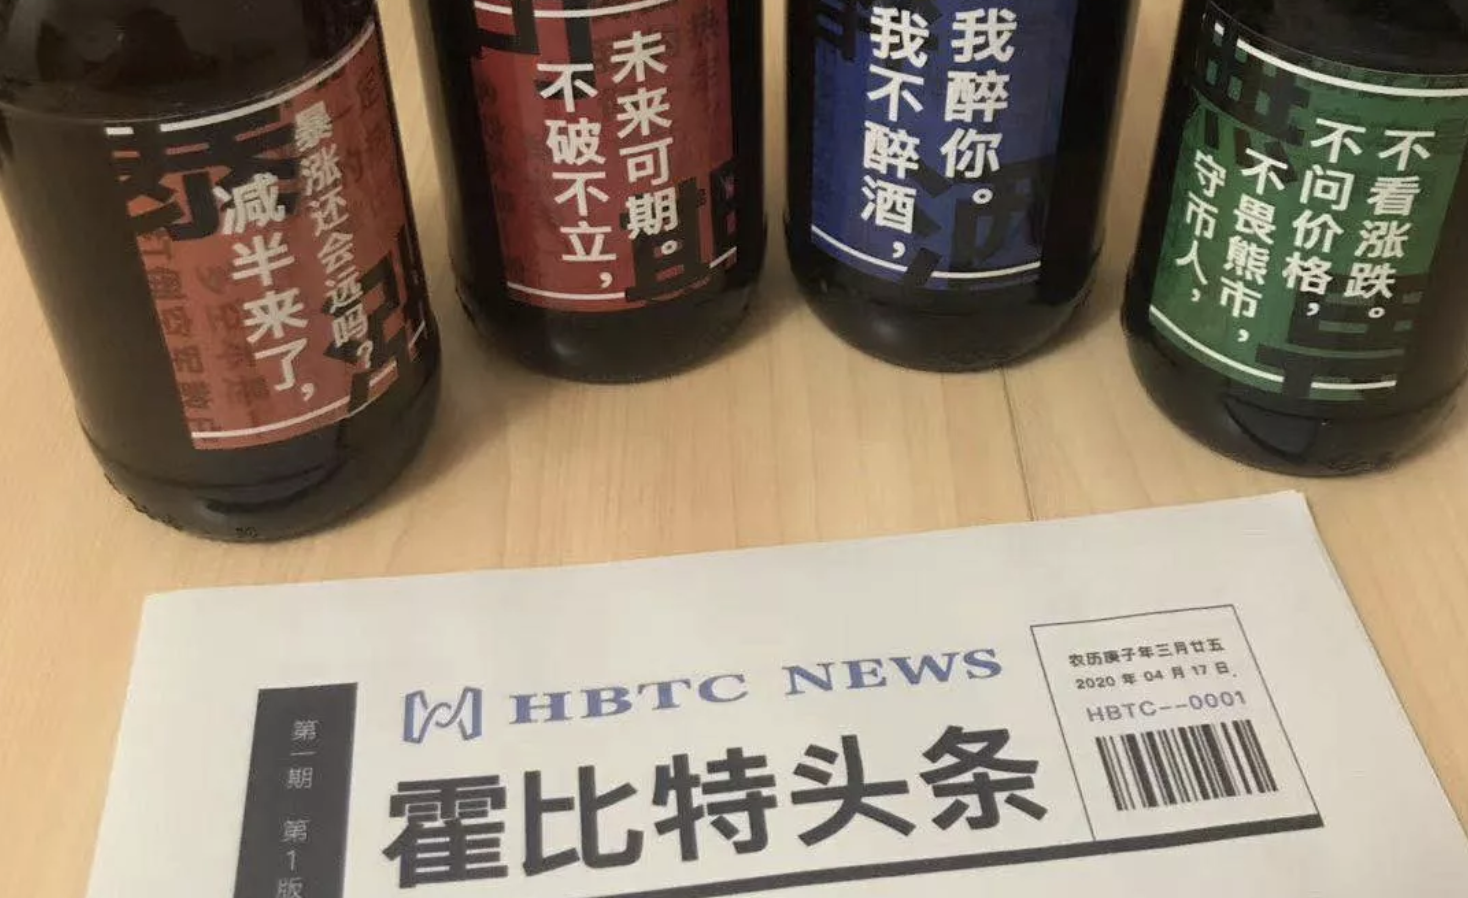 减半来了，
暴涨还会远吗？
不破不立，
未来可期。
我不醉酒，
我醉你。
守币人，
不畏熊市，
不问价格，
不看涨跌。
HBTC NEWS
霍比特头条
农历庚子年三月廿五
2020 年 04 月 17 日.
HBTC--0001
第一期 第1版